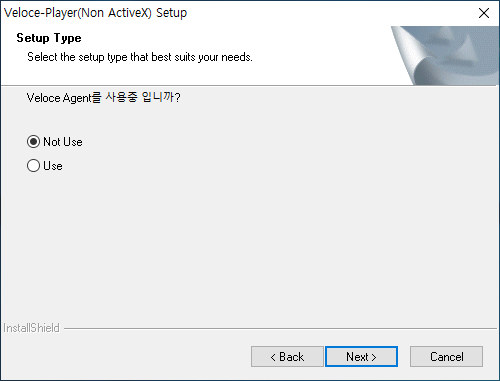 Veloce-Player(Non ActiveX) Setup
Setup Type
Select the setup type that best suits your needs.
Veloce Agent를 사용중 입니까?
Not Use
Use
InstallShield
< Back
Next >
Cancel